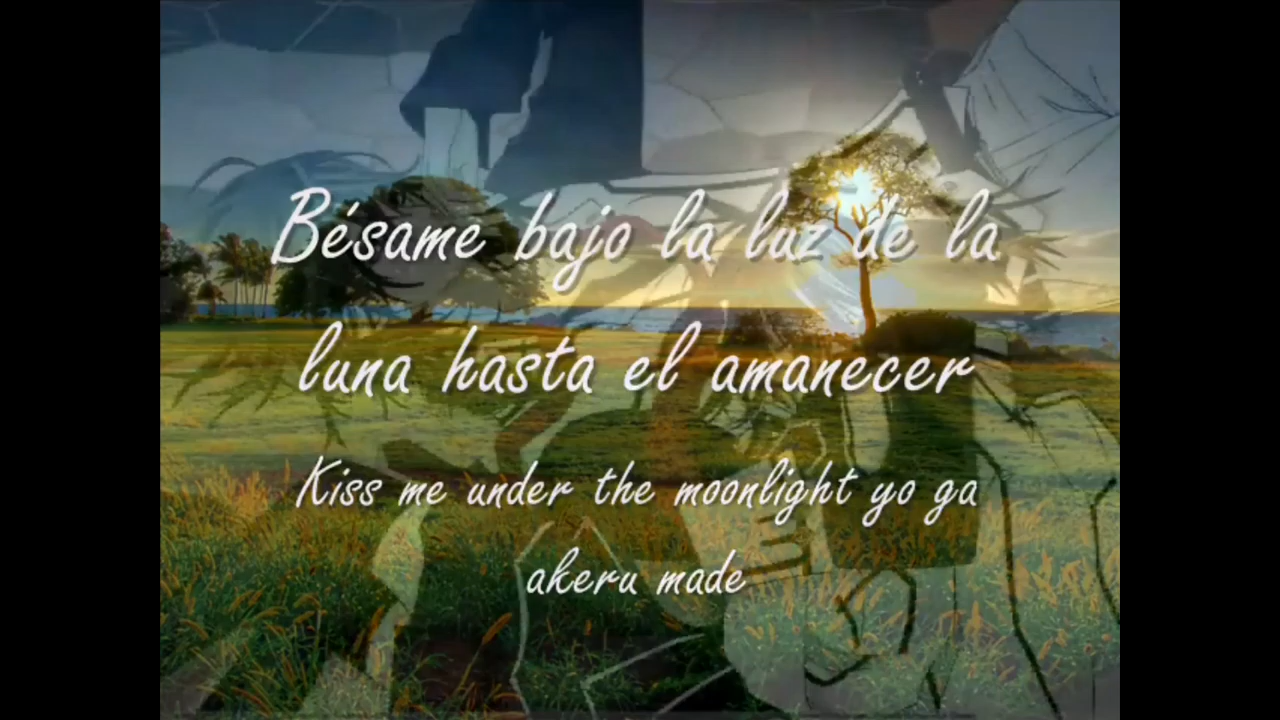 Bésame bajo la luz de la
luna hasta el amanecer
Kiss me under the moonlight yo ga
akeru made